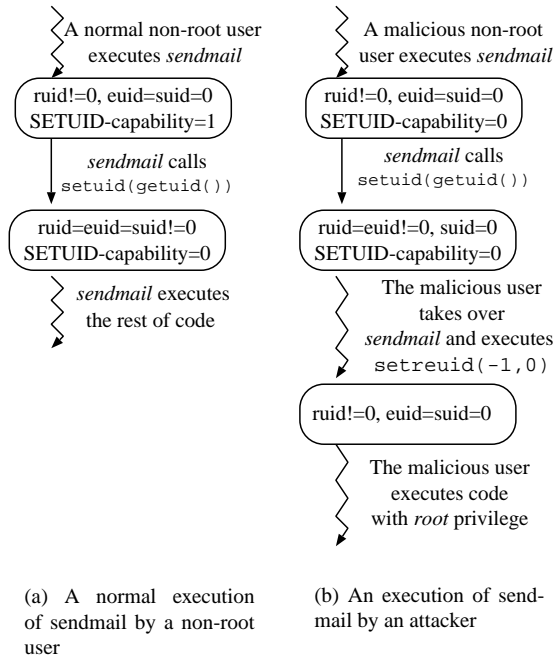 A normal non-root user
executes sendmail
ruid!=0, euid=suid=0
SETUID-capability=1
sendmail calls
setuid(getuid())
ruid=euid=suid!=0
SETUID-capability=0
sendmail executes
the rest of code
(a) A normal execution
of sendmail by a non-root
user
A malicious non-root
user executes sendmail
ruid!=0, euid=suid=0
SETUID-capability=0
sendmail calls
setuid(getuid())
ruid=euid!=0, suid=0
SETUID-capability=0
The malicious user
takes over
sendmail and executes
setreuid(-1,0)
ruid!=0, euid=suid=0
The malicious user
executes code
with root privilege
(b) An execution of send-
mail by an attacker